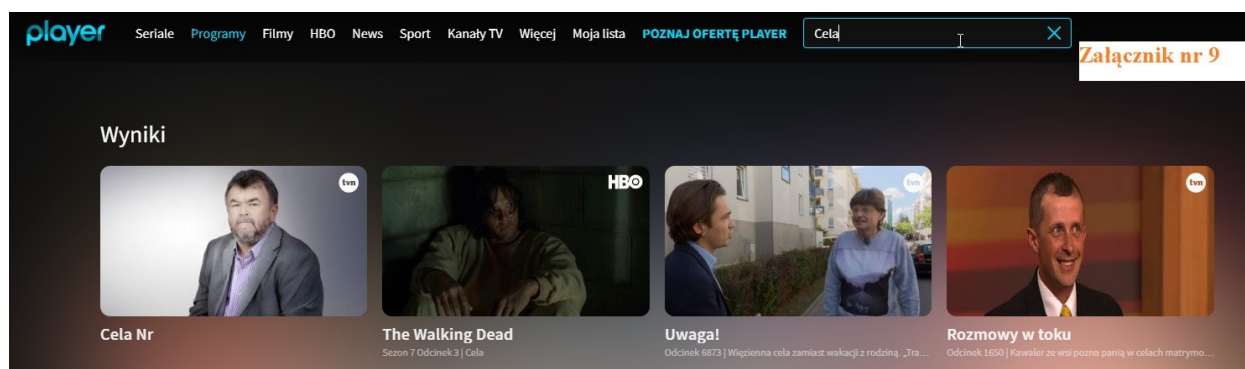 player Seriale Programy Filmy HBO News Sport Kanały TV Więcej Moja lista POZNAJ OFERTĘ PLAYER Cela
Załącznik nr 9
Wyniki
tvn HBO tvn tvn
Cela Nr The Walking Dead Uwaga! Rozmowy w toku
Sezon 7 Odcinek 3 | Cela Odcinek 6873 | Więzienna cela zamiast wakacji z rodziną. „Tra... Odcinek 1650 | Kawaler ze wsi pozna panią w celach matrymo...